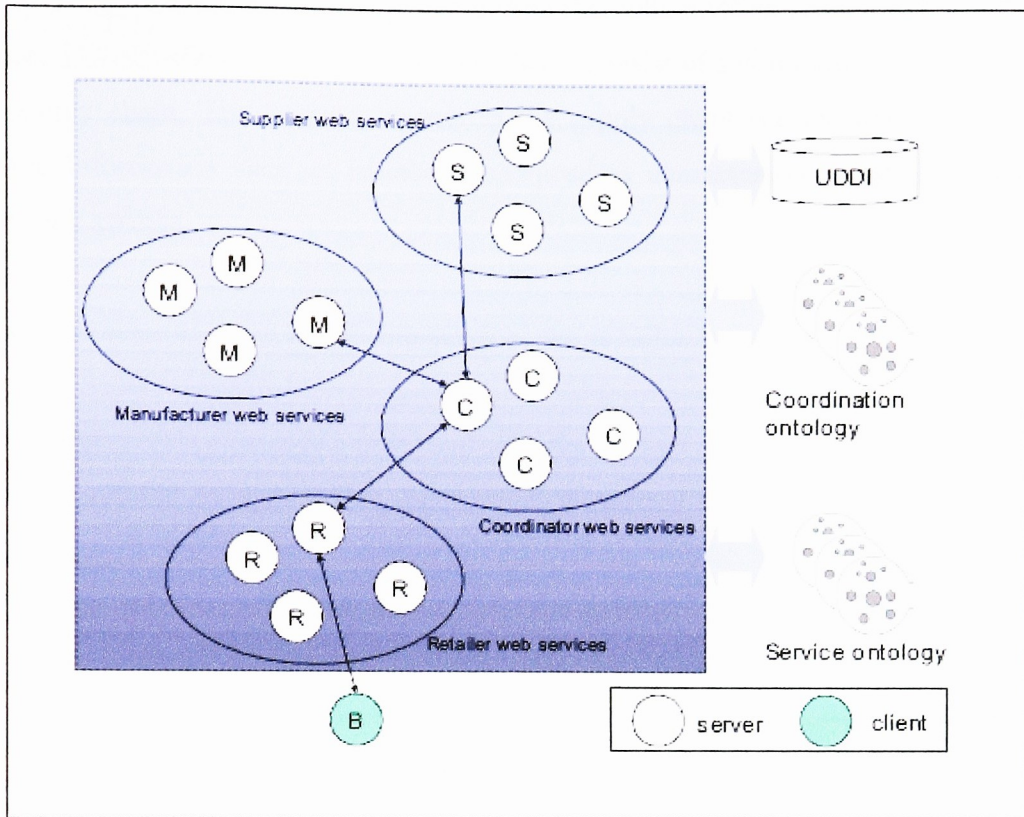 Supplier web services
S
S
S
S
UDDI
M
M
M
M
Manufacturer web services
C
C
C
C
Coordination
ontology
Coordinator web services
R
R
R
R
Retailer web services
Service ontology
B
server
client